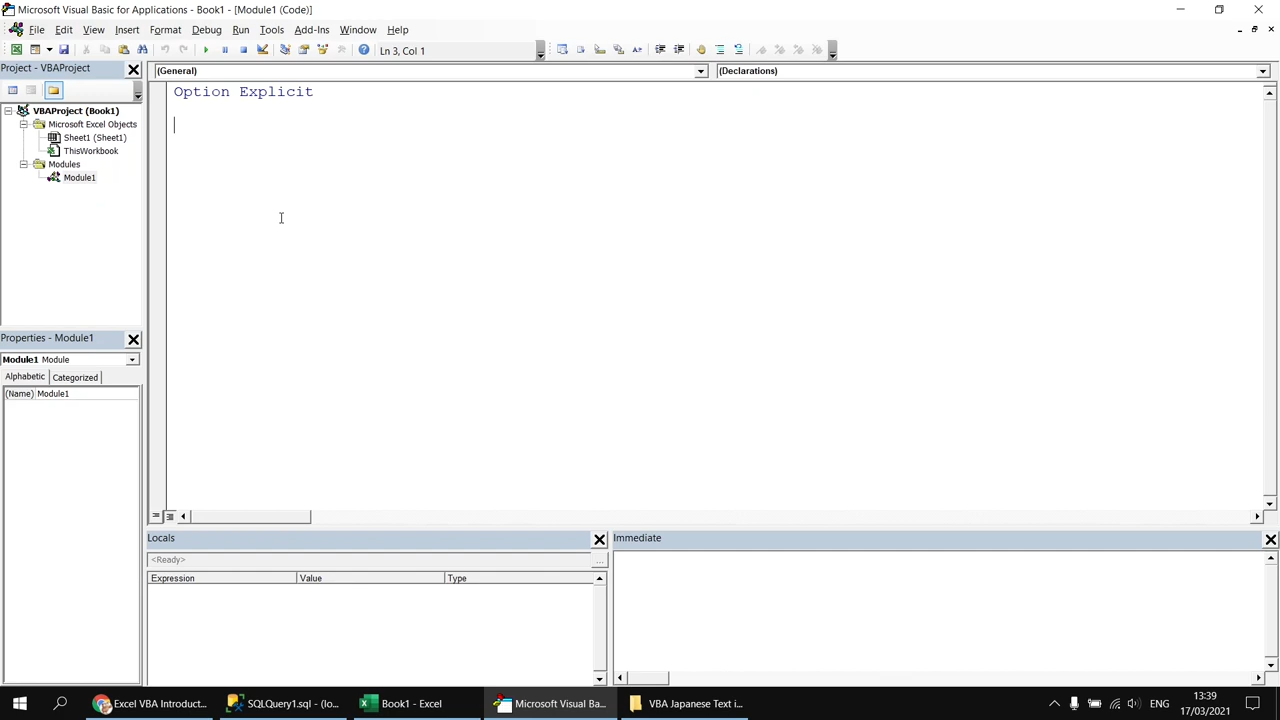 Microsoft Visual Basic for Applications - Book1 - [Module1 (Code)]
File Edit View Insert Format Debug Run Tools Add-Ins Window Help
Ln 3, Col 1
Project - VBAProject
(General)
(Declarations)
Option Explicit
VBAProject (Book1)
Microsoft Excel Objects
Sheet1 (Sheet1)
ThisWorkbook
Modules
Module1
Properties - Module1
Module1 Module
Alphabetic Categorized
(Name) Module1
Locals
<Ready>
...
Expression Value Type
Immediate
Excel VBA Introduct...
SQLQuery1.sql - (lo...
Book1 - Excel
Microsoft Visual Ba...
VBA Japanese Text i...
ENG
13:39
17/03/2021